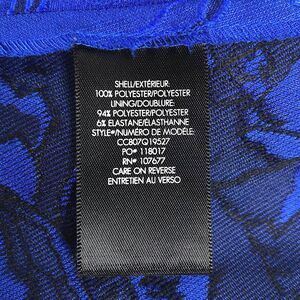 SHELL/EXTÉRIEUR:
100% POLYESTER/POLYESTER
LINING/DOUBLURE:
94% POLYESTER/POLYESTER
6% ELASTANE/ÉLASTHANNE
STYLE#/NUMÉRO DE MODÈLE:
CC807Q19527
PO# 118017
RN# 107677
CARE ON REVERSE
ENTRETIEN AU VERSO